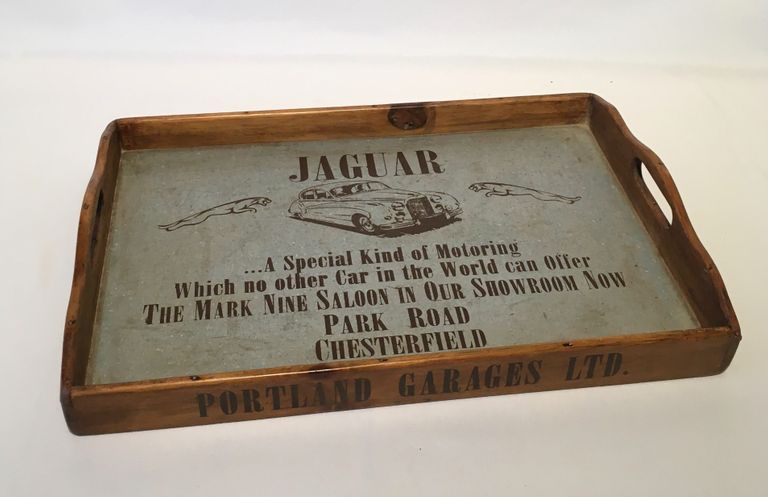 JAGUAR
...A Special Kind of Motoring
Which no other Car in the World can Offer
THE MARK NINE SALOON IN OUR SHOWROOM NOW
PARK ROAD
CHESTERFIELD
PORTLAND GARAGES LTD.